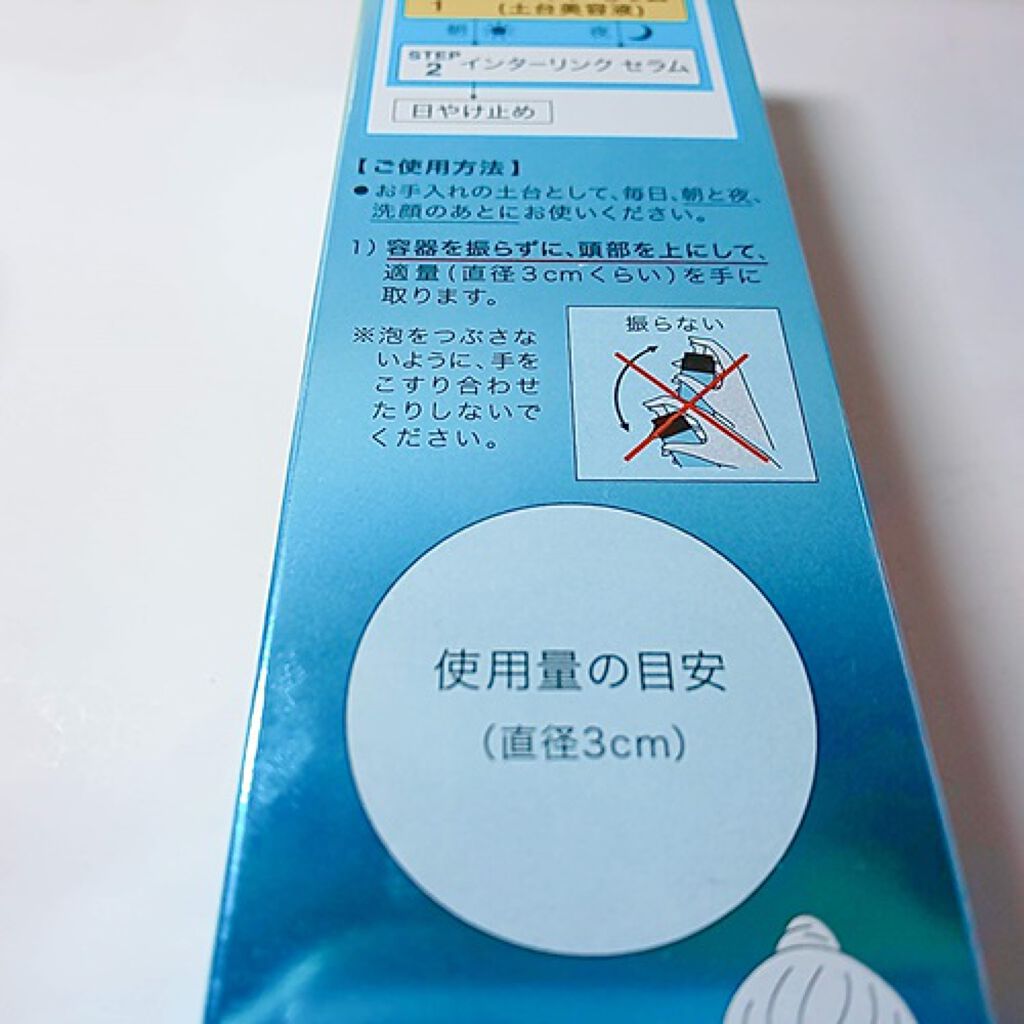 1
(土台美容液)
朝 夜
STEP
2 インターリンク セラム
日やけ止め
【ご使用方法】
●お手入れの土台として、毎日、朝と夜、
洗顔のあとにお使いください。
1) 容器を振らずに、頭部を上にして、
適量(直径3cmくらい)を手に
取ります。
振らない
※泡をつぶさな
いように、手を
こすり合わせ
たりしないで
ください。
使用量の目安
(直径3cm)